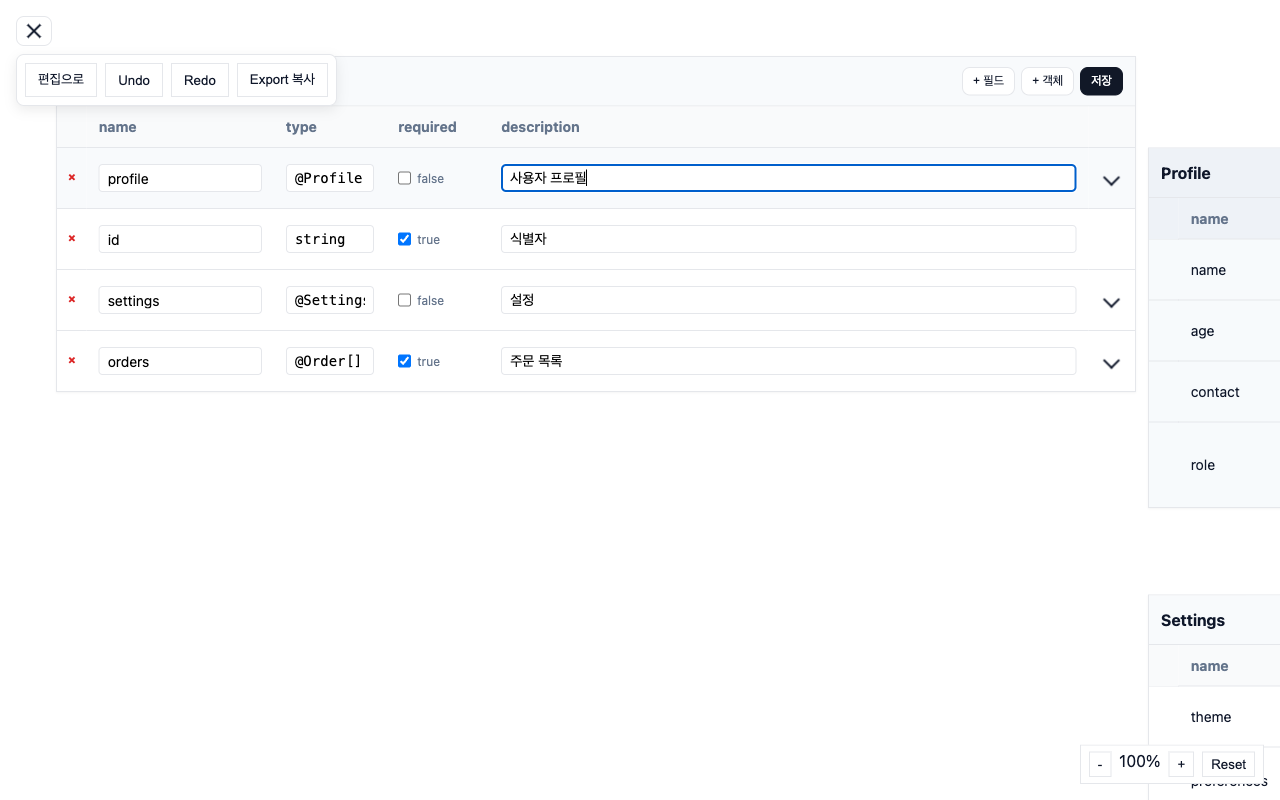 편집으로 Undo Redo Export 복사
+ 필드 + 객체 저장
name type required description
× profile @Profile false 사용자 프로필
× id string true 식별자
× settings @Settings false 설정
× orders @Order[] true 주문 목록
Profile
name
name
age
contact
role
Settings
name
theme
preferences
- 100% + Reset